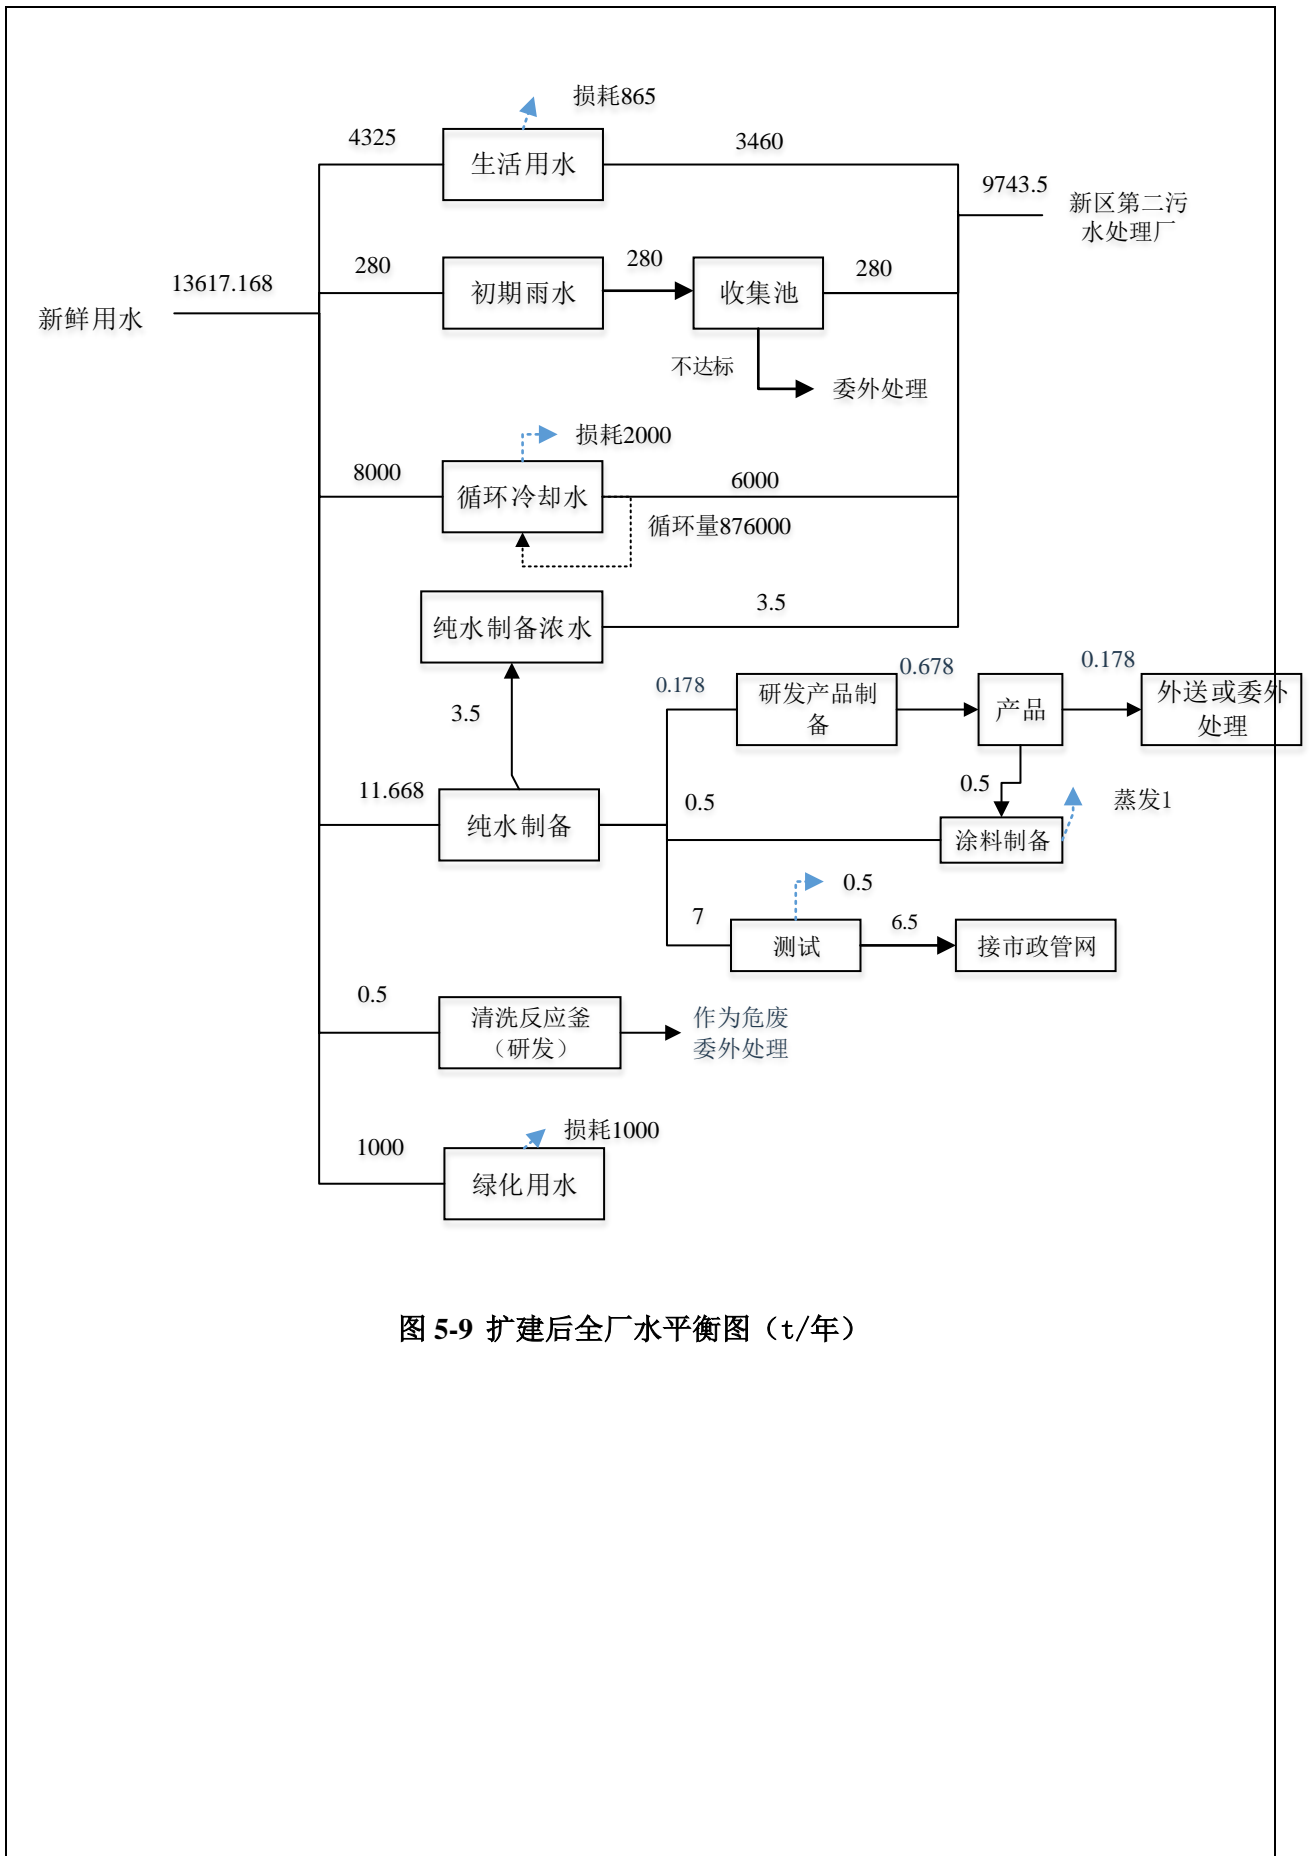 损耗865
4325
生活用水
3460
9743.5
新区第二污
水处理厂
13617.168
新鲜用水
280
初期雨水
280
收集池
280
不达标
委外处理
损耗2000
8000
循环冷却水
6000
循环量876000
纯水制备浓水
3.5
3.5
0.178
研发产品制
备
0.678
产品
0.178
外送或委外
处理
11.668
纯水制备
0.5
0.5
涂料制备
蒸发1
7
测试
0.5
6.5
接市政管网
0.5
清洗反应釜
（研发）
作为危废
委外处理
1000
绿化用水
损耗1000
图 5-9 扩建后全厂水平衡图（t/年）